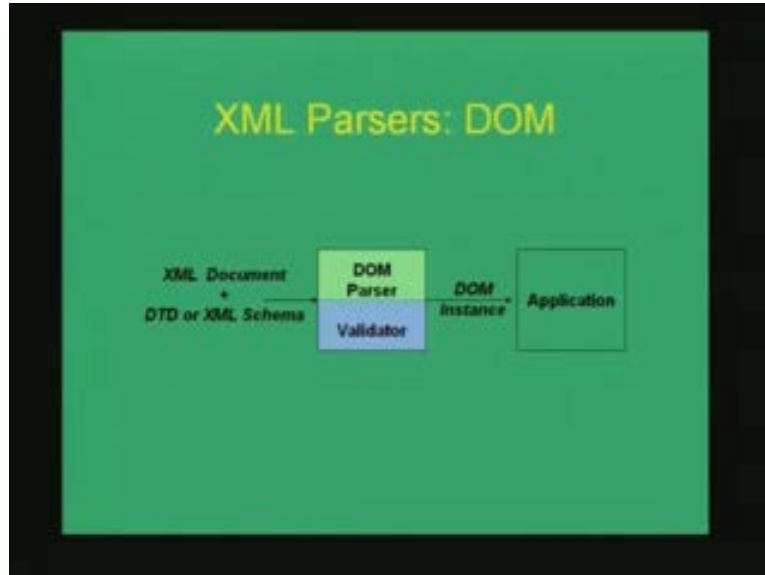 XML Parsers: DOM
XML Document
+
DTD or XML Schema
DOM
Parser
Validator
DOM
Instance
Application